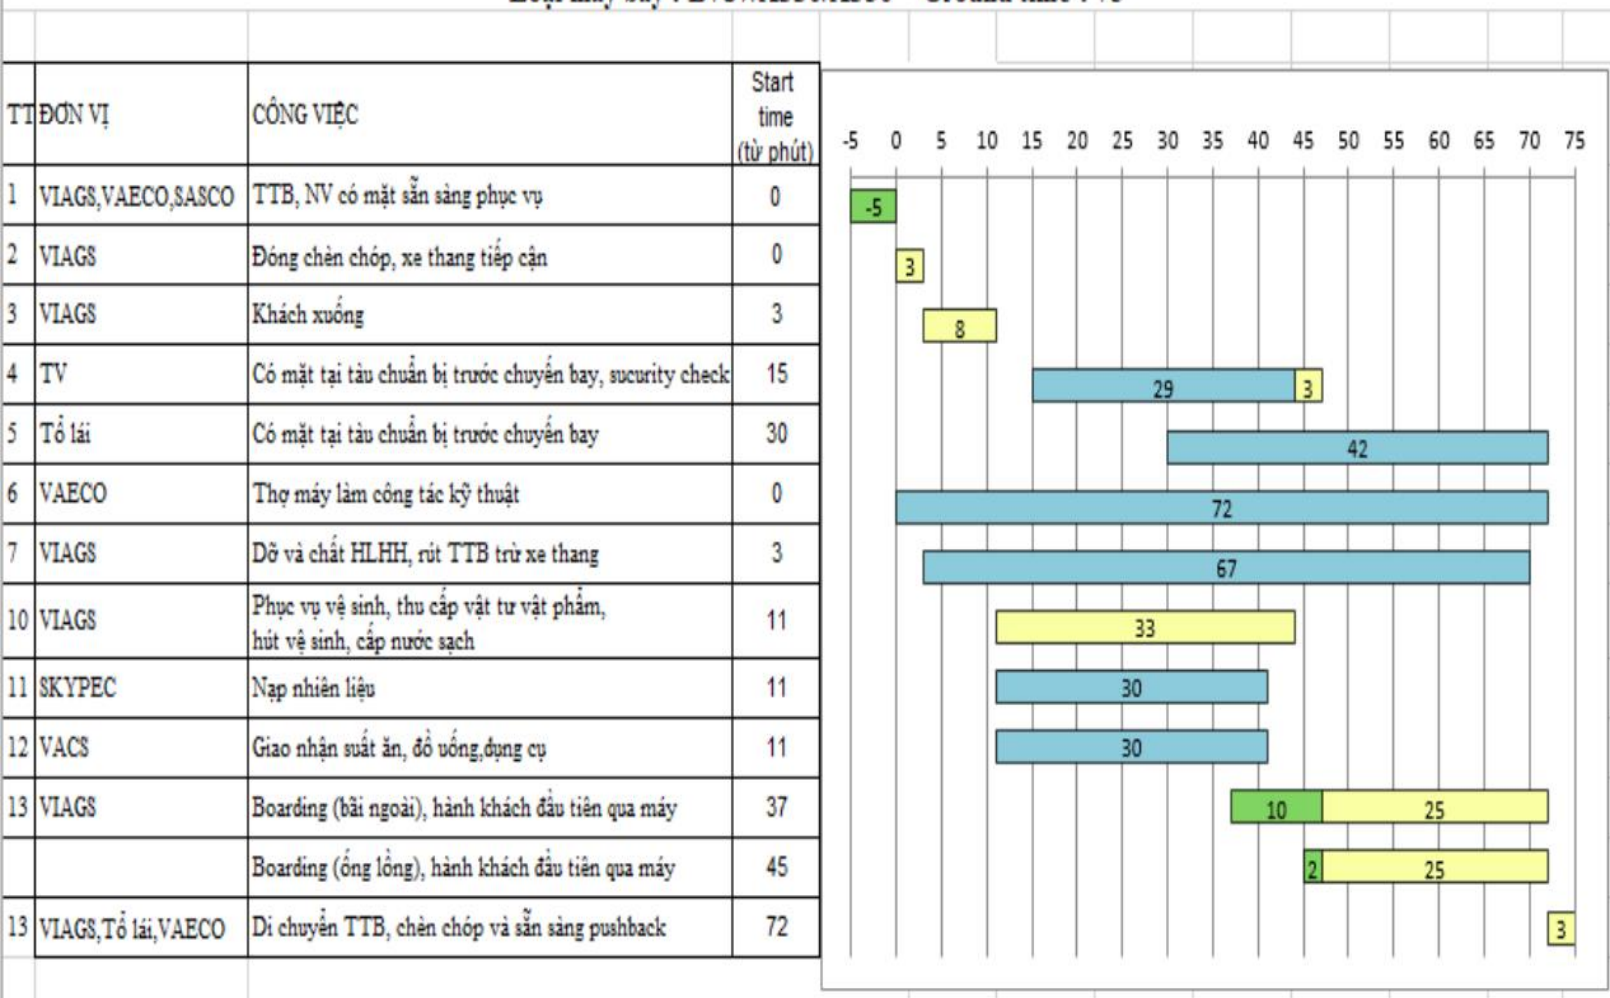 TT ĐƠN VỊ CÔNG VIỆC Start time (từ phút)
-5 0 5 10 15 20 25 30 35 40 45 50 55 60 65 70 75
1 VIAGS,VAECO,SASCO TTB, NV có mặt sẵn sàng phục vụ 0 -5
2 VIAGS Đóng chèn chóp, xe thang tiếp cận 0 3
3 VIAGS Khách xuống 3 8
4 TV Có mặt tại tàu chuẩn bị trước chuyến bay, sucurity check 15 29 3
5 Tổ lái Có mặt tại tàu chuẩn bị trước chuyến bay 30 42
6 VAECO Thợ máy làm công tác kỹ thuật 0 72
7 VIAGS Dỡ và chất HLHH, rút TTB trừ xe thang 3 67
10 VIAGS Phục vụ vệ sinh, thu cấp vật tư vật phẩm,
hút vệ sinh, cấp nước sạch 11 33
11 SKYPEC Nạp nhiên liệu 11 30
12 VACS Giao nhận suất ăn, đồ uống,dụng cụ 11 30
13 VIAGS Boarding (bãi ngoài), hành khách đầu tiên qua máy 37 10 25
Boarding (ống lồng), hành khách đầu tiên qua máy 45 2 25
13 VIAGS,Tổ lái,VAECO Di chuyển TTB, chèn chóp và sẵn sàng pushback 72 3